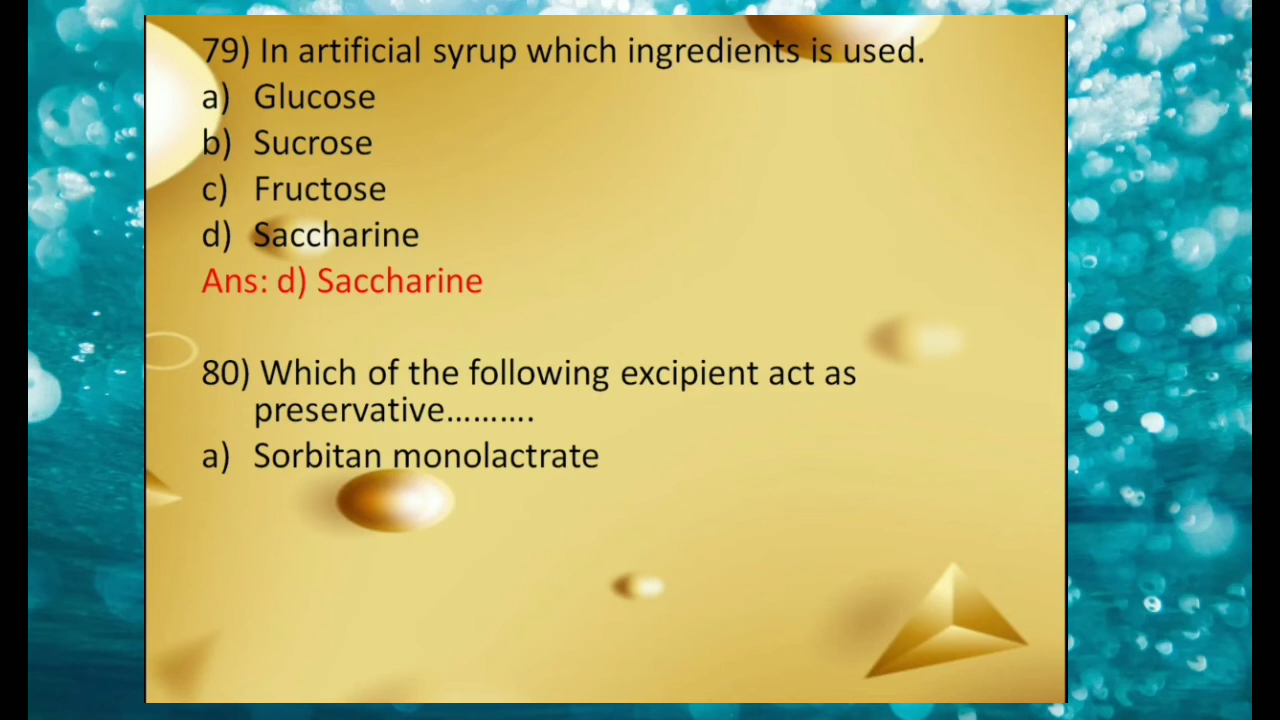 79) In artificial syrup which ingredients is used.
a) Glucose
b) Sucrose
c) Fructose
d) Saccharine
Ans: d) Saccharine
80) Which of the following excipient act as
preservative..........
a) Sorbitan monolactrate